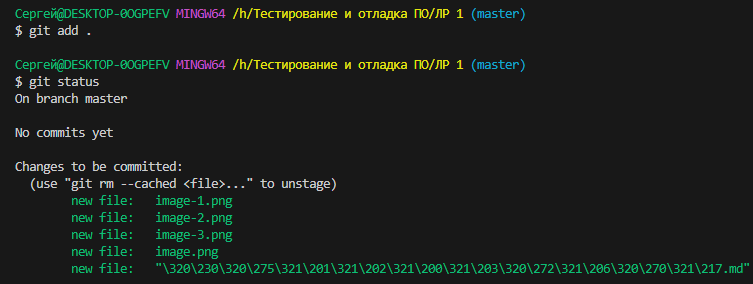 Сергей@DESKTOP-0OGPEFV MINGW64 /h/Тестирование и отладка ПО/ЛР 1 (master)
$ git add .
Сергей@DESKTOP-0OGPEFV MINGW64 /h/Тестирование и отладка ПО/ЛР 1 (master)
$ git status
On branch master
No commits yet
Changes to be committed:
(use "git rm --cached <file>..." to unstage)
new file: image-1.png
new file: image-2.png
new file: image-3.png
new file: image.png
new file: "\320\230\320\275\321\201\321\202\321\200\321\203\320\272\321\206\320\270\321\217.md"